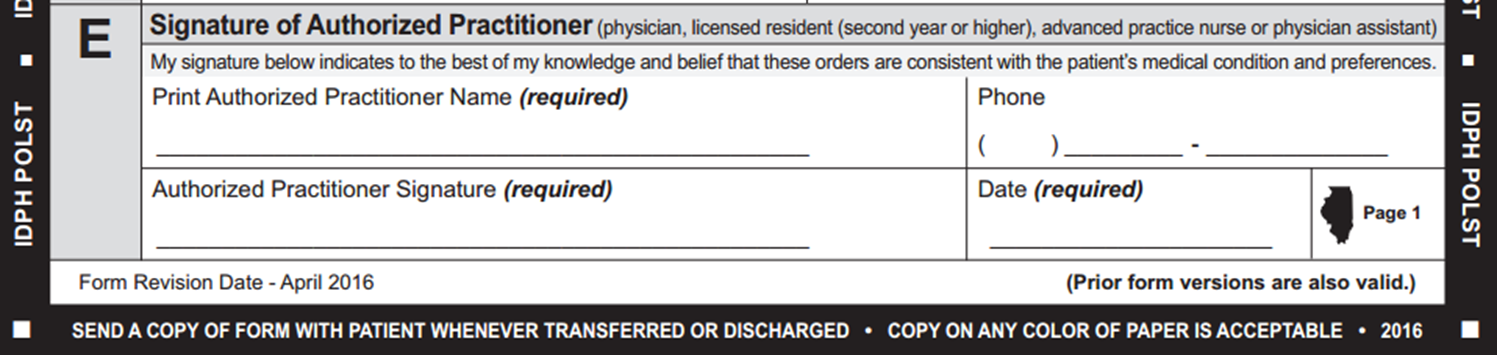 E
Signature of Authorized Practitioner (physician, licensed resident (second year or higher), advanced practice nurse or physician assistant)
My signature below indicates to the best of my knowledge and belief that these orders are consistent with the patient's medical condition and preferences.
Print Authorized Practitioner Name (required)
Phone
( ) -
Authorized Practitioner Signature (required)
Date (required)
Page 1
Form Revision Date - April 2016
(Prior form versions are also valid.)
SEND A COPY OF FORM WITH PATIENT WHENEVER TRANSFERRED OR DISCHARGED • COPY ON ANY COLOR OF PAPER IS ACCEPTABLE • 2016
IDPH POLST
IDPH POLST
ID
ST